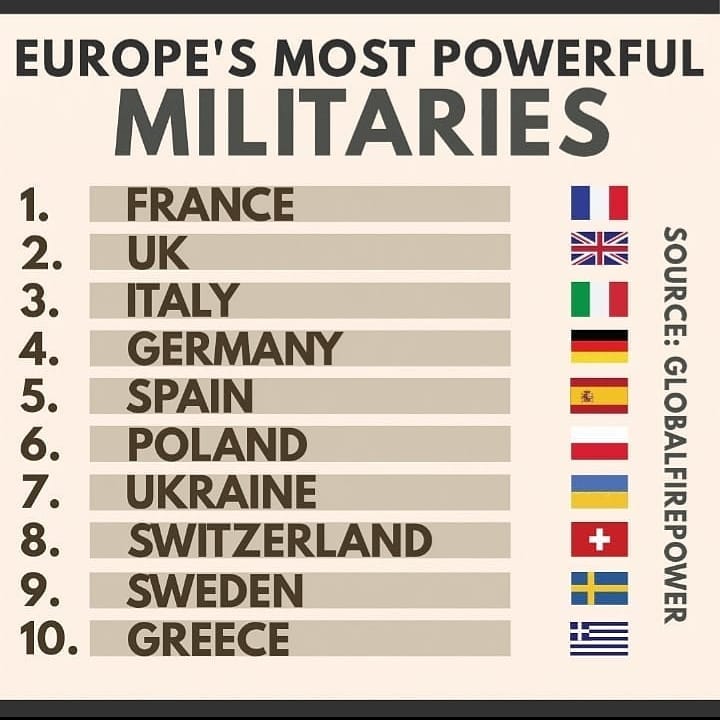 EUROPE'S MOST POWERFUL
MILITARIES
1. FRANCE
2. UK
3. ITALY
4. GERMANY
5. SPAIN
6. POLAND
7. UKRAINE
8. SWITZERLAND
9. SWEDEN
10. GREECE
SOURCE: GLOBALFIREPOWER